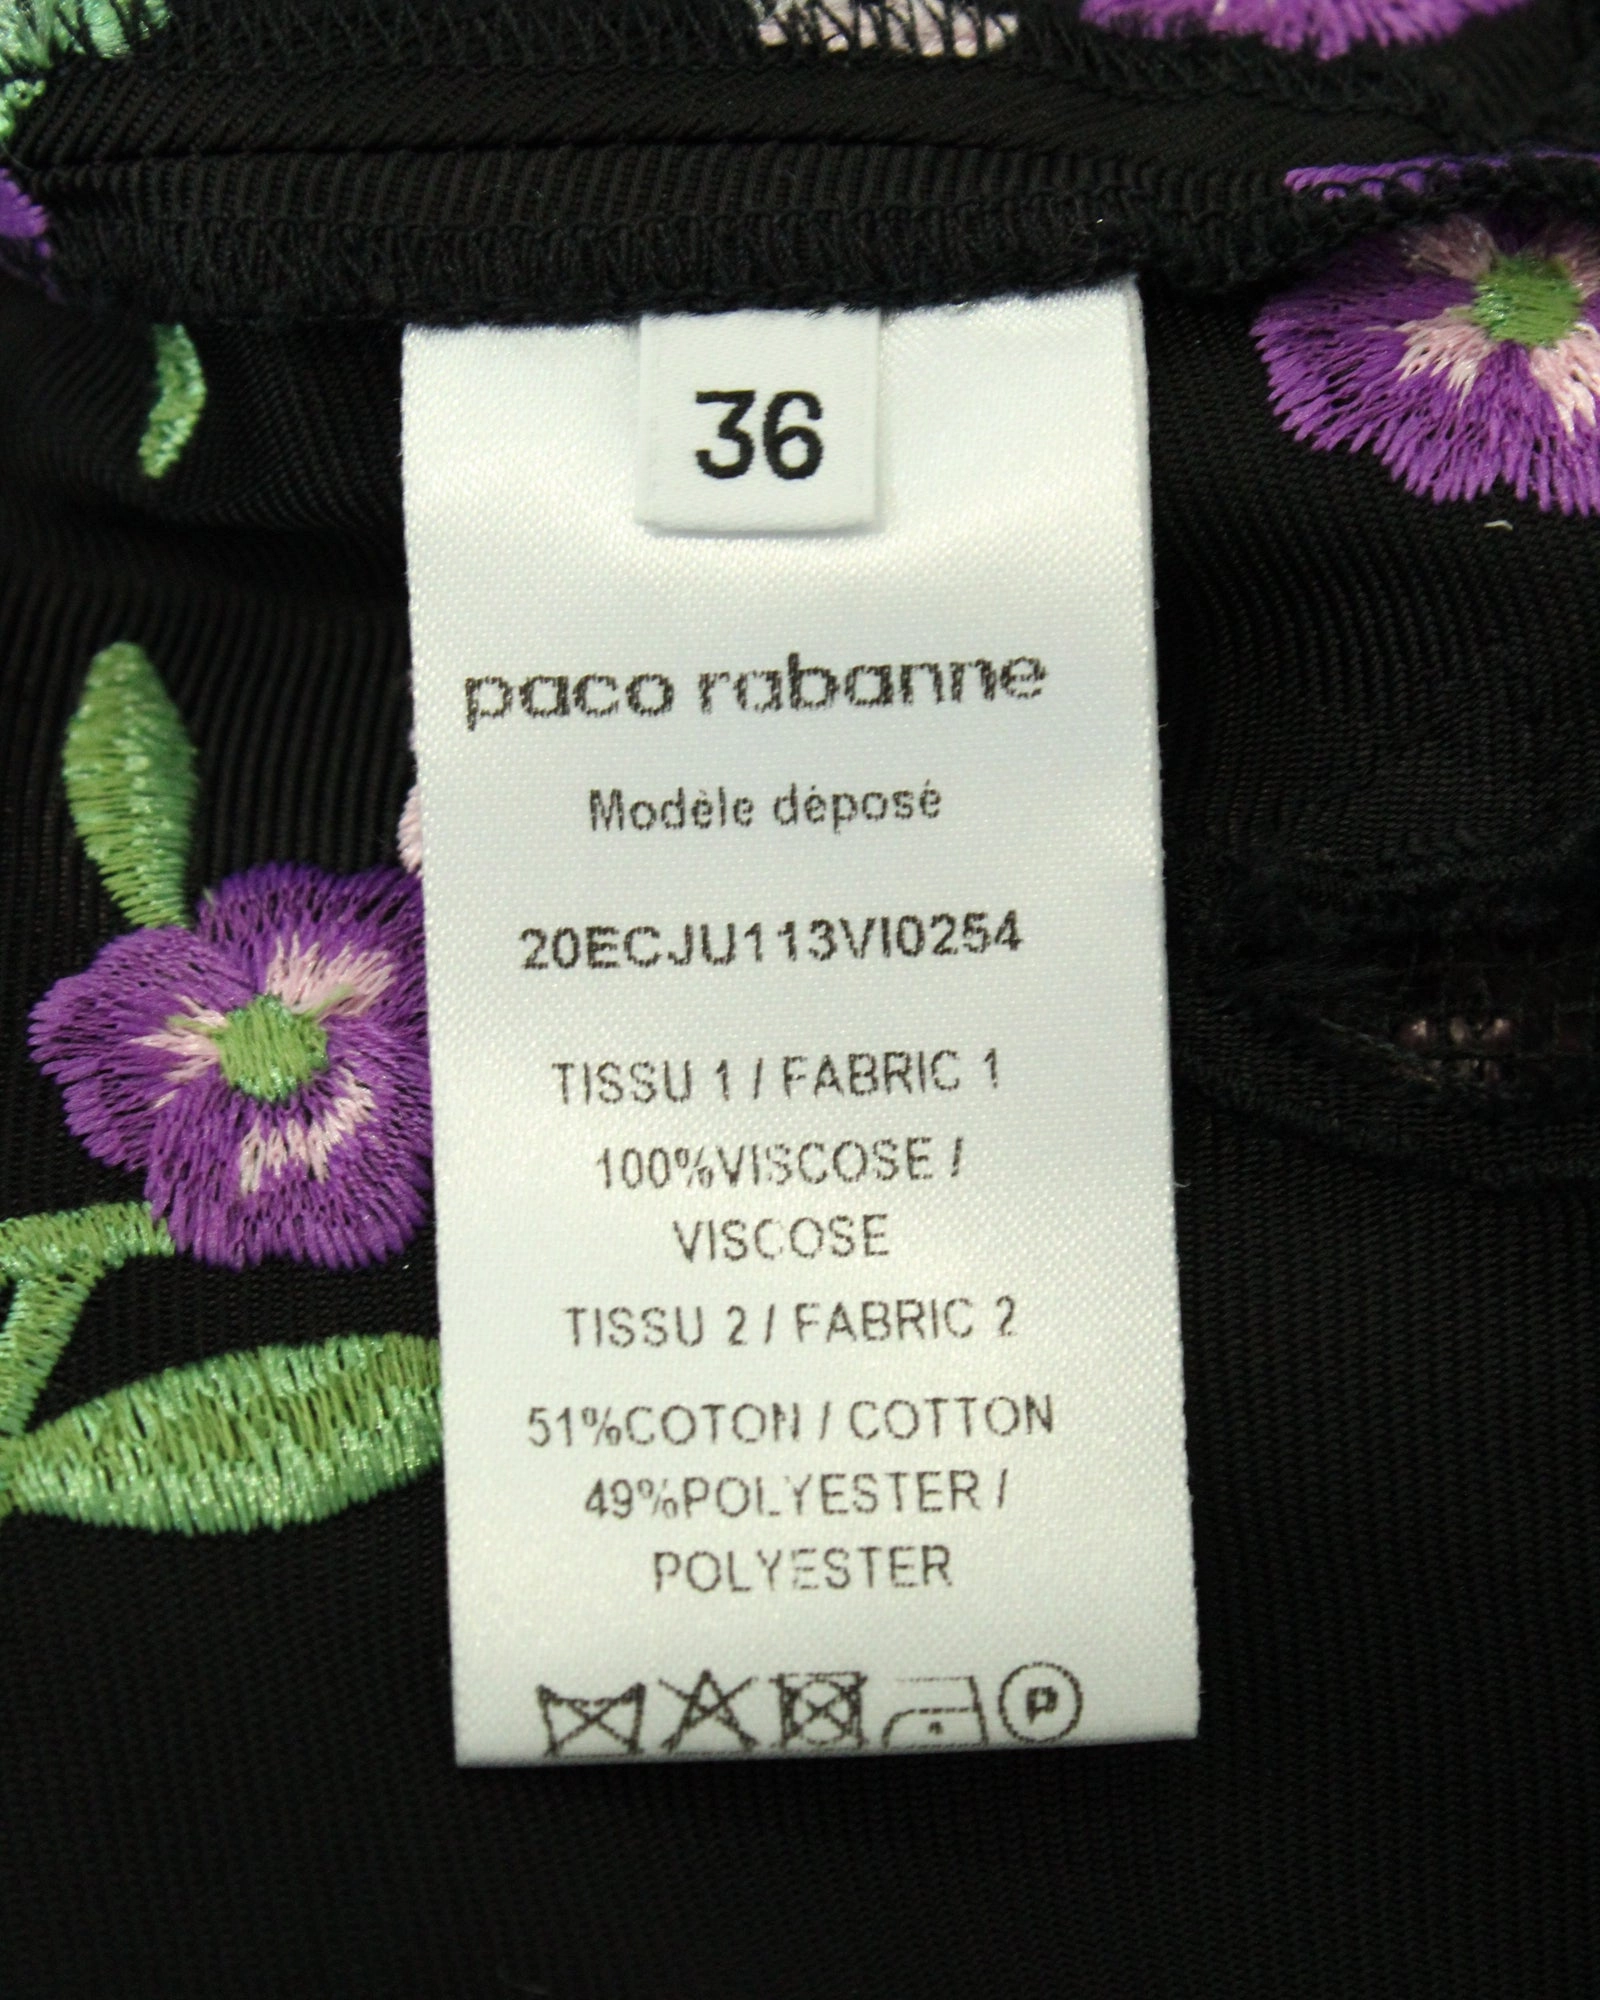 36
paco rabanne
Modèle déposé
20ECJU113VI0254
TISSU 1 / FABRIC 1
100%VISCOSE /
VISCOSE
TISSU 2 / FABRIC 2
51%COTON / COTTON
49%POLYESTER /
POLYESTER
P